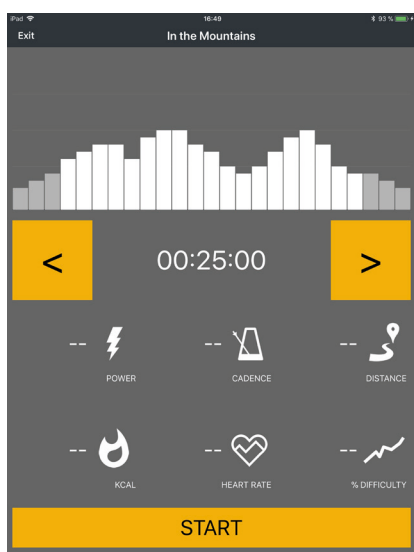 iPad 16:49 93 %
Exit In the Mountains
< 00:25:00 >
-- -- --
POWER CADENCE DISTANCE
-- -- --
KCAL HEART RATE % DIFFICULTY
START